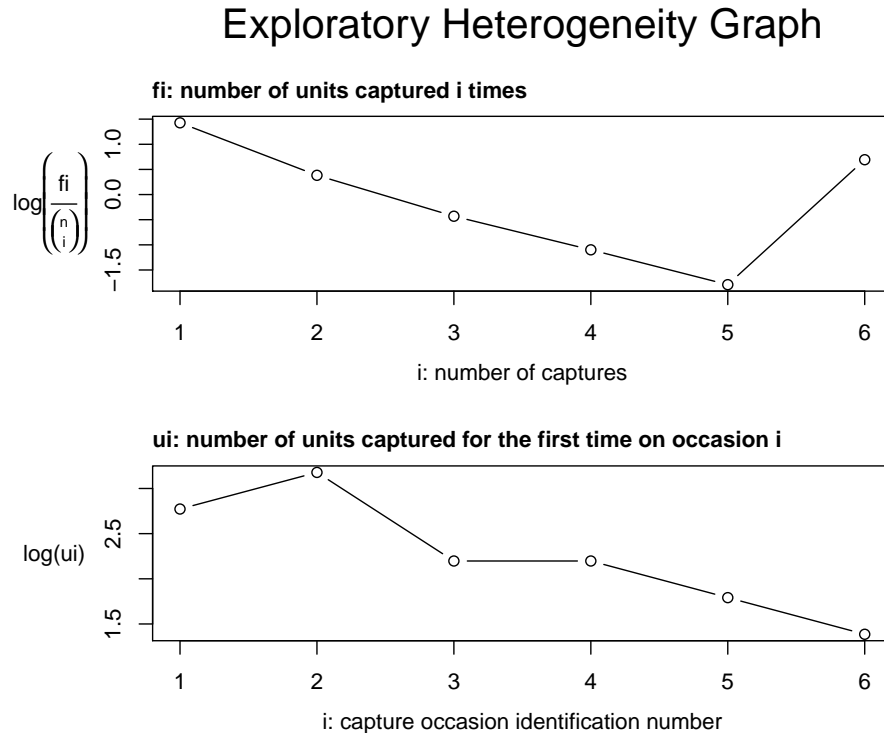 Exploratory Heterogeneity Graph
fi: number of units captured i times
log(fi/(n i))
1.0
0.0
−1.5
1 2 3 4 5 6
i: number of captures
ui: number of units captured for the first time on occasion i
log(ui)
2.5
1.5
1 2 3 4 5 6
i: capture occasion identification number